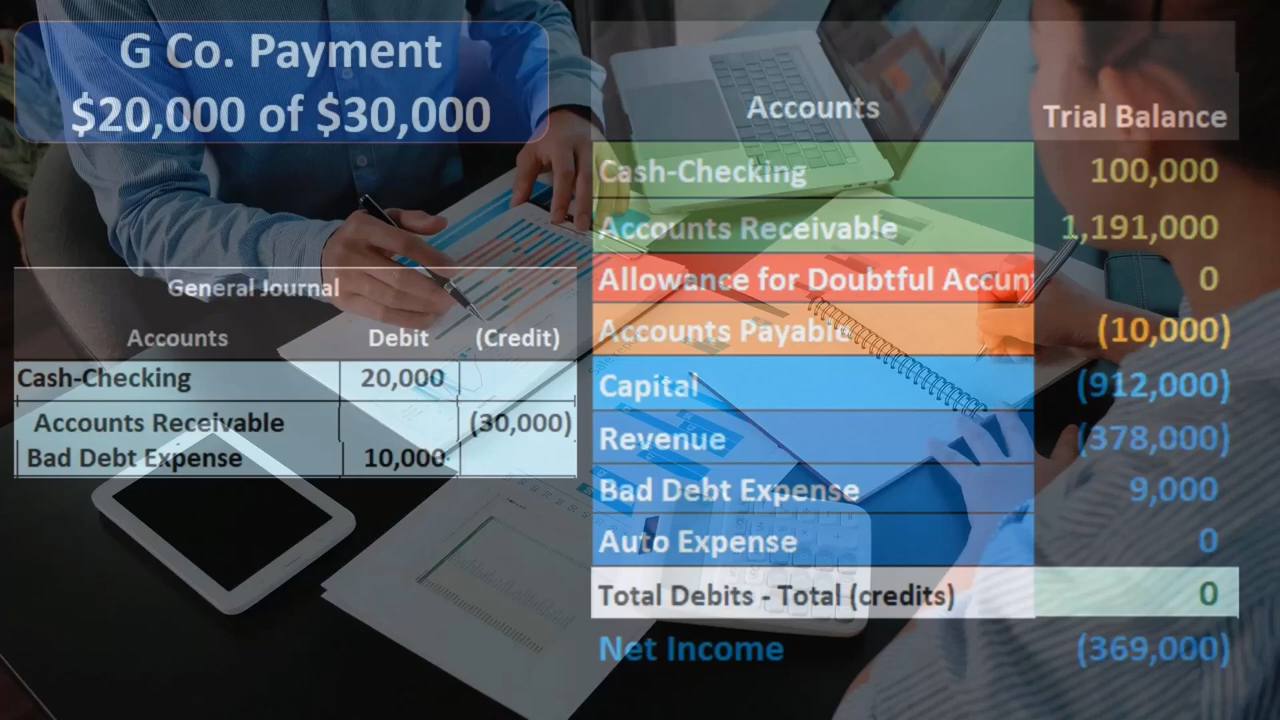 G Co. Payment
$20,000 of $30,000
General Journal
Accounts Debit (Credit)
Cash-Checking 20,000
Accounts Receivable (30,000)
Bad Debt Expense 10,000
Accounts Trial Balance
Cash-Checking 100,000
Accounts Receivable 1,191,000
Allowance for Doubtful Accun 0
Accounts Payable (10,000)
Capital (912,000)
Revenue (378,000)
Bad Debt Expense 9,000
Auto Expense 0
Total Debits - Total (credits) 0
Net Income (369,000)